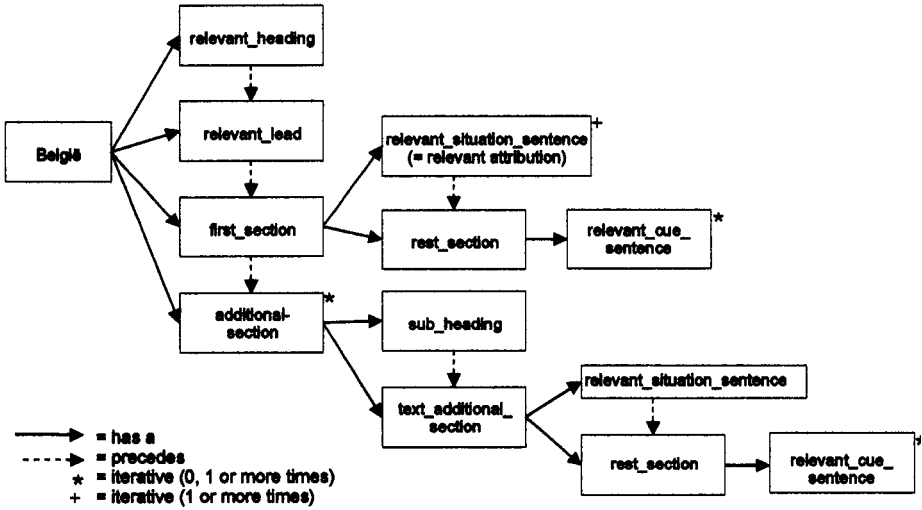 relevant_heading
België
relevant_lead
relevant_situation_sentence +
(= relevant attribution)
first_section
rest_section
relevant_cue_ *
sentence
additional- *
section
sub_heading
text_additional_
section
relevant_situation_sentence
rest_section
relevant_cue_ *
sentence
= has a
= precedes
* = iterative (0, 1 or more times)
+ = iterative (1 or more times)